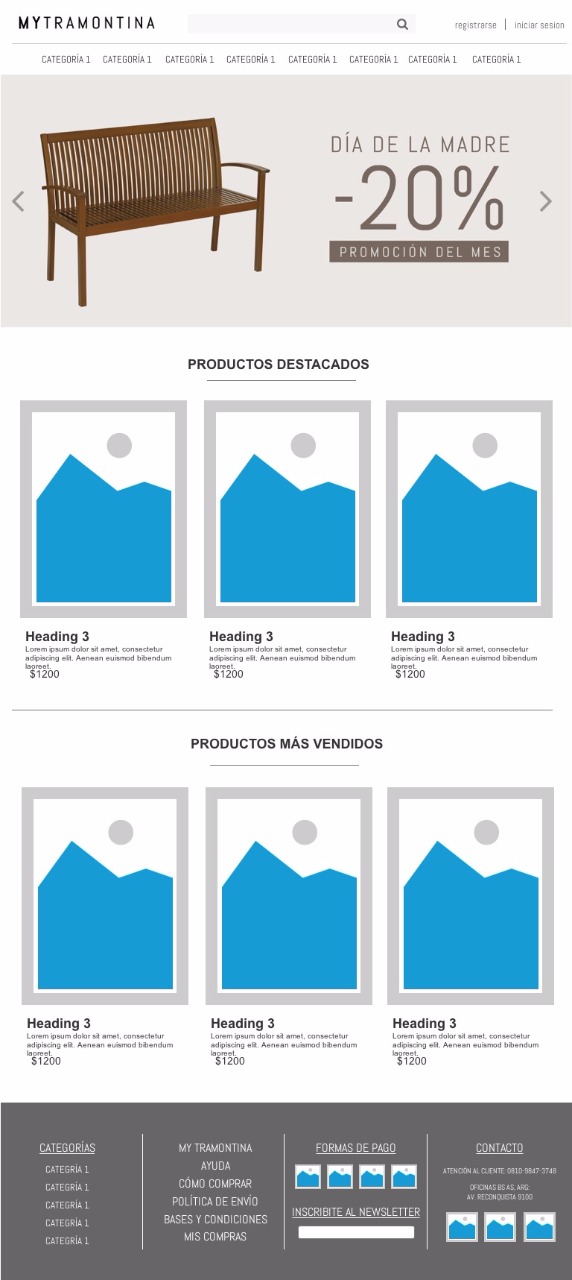 MYTRAMONTINA
registrarse | iniciar sesion
CATEGORÍA 1 CATEGORÍA 1 CATEGORÍA 1 CATEGORÍA 1 CATEGORÍA 1 CATEGORÍA 1 CATEGORÍA 1 CATEGORÍA 1
DÍA DE LA MADRE
-20%
PROMOCIÓN DEL MES
PRODUCTOS DESTACADOS
Heading 3
Lorem ipsum dolor sit amet, consectetur
adipiscing elit. Aenean euismod bibendum
laoreet.
$1200
Heading 3
Lorem ipsum dolor sit amet, consectetur
adipiscing elit. Aenean euismod bibendum
laoreet.
$1200
Heading 3
Lorem ipsum dolor sit amet, consectetur
adipiscing elit. Aenean euismod bibendum
laoreet.
$1200
PRODUCTOS MÁS VENDIDOS
Heading 3
Lorem ipsum dolor sit amet, consectetur
adipiscing elit. Aenean euismod bibendum
laoreet.
$1200
Heading 3
Lorem ipsum dolor sit amet, consectetur
adipiscing elit. Aenean euismod bibendum
laoreet.
$1200
Heading 3
Lorem ipsum dolor sit amet, consectetur
adipiscing elit. Aenean euismod bibendum
laoreet.
$1200
CATEGORÍAS
CATEGRÍA 1
CATEGRÍA 1
CATEGRÍA 1
CATEGRÍA 1
CATEGRÍA 1
MY TRAMONTINA
AYUDA
CÓMO COMPRAR
POLÍTICA DE ENVÍO
BASES Y CONDICIONES
MIS COMPRAS
FORMAS DE PAGO
INSCRIBITE AL NEWSLETTER
CONTACTO
ATENCIÓN AL CLIENTE: 0810-9847-3748
OFICINAS BS AS, ARG:
AV. RECONQUISTA 9100